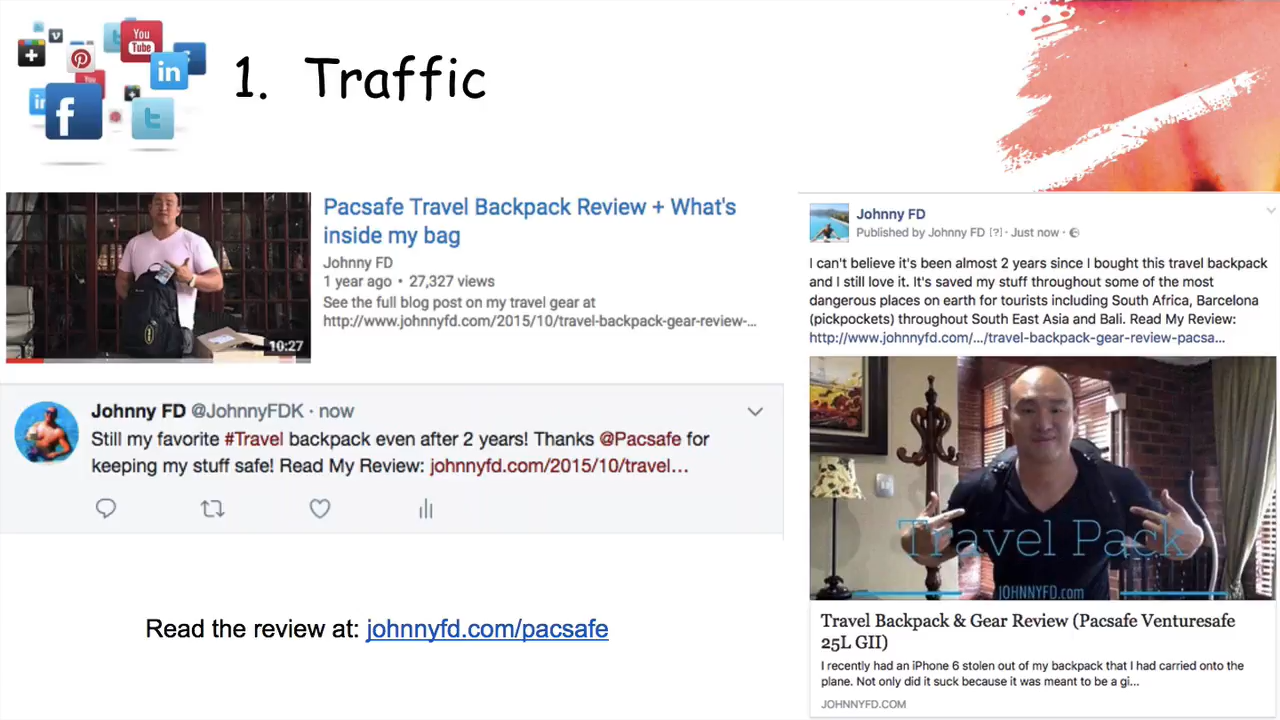 You
Tube
in
f
1. Traffic
Pacsafe Travel Backpack Review + What's
inside my bag
Johnny FD
1 year ago • 27,327 views
See the full blog post on my travel gear at
http://www.johnnyfd.com/2015/10/travel-backpack-gear-review-...
10:27
Johnny FD @JohnnyFDK · now
Still my favorite #Travel backpack even after 2 years! Thanks @Pacsafe for
keeping my stuff safe! Read My Review: johnnyfd.com/2015/10/travel...
Read the review at: johnnyfd.com/pacsafe
Johnny FD
Published by Johnny FD [?] · Just now ·
I can't believe it's been almost 2 years since I bought this travel backpack
and I still love it. It's saved my stuff throughout some of the most
dangerous places on earth for tourists including South Africa, Barcelona
(pickpockets) throughout South East Asia and Bali. Read My Review:
http://www.johnnyfd.com/.../travel-backpack-gear-review-pacsa...
Travel Pack
JOHNNYFD.com
Travel Backpack & Gear Review (Pacsafe Venturesafe
25L GII)
I recently had an iPhone 6 stolen out of my backpack that I had carried onto the
plane. Not only did it suck because it was meant to be a gi...
JOHNNYFD.COM